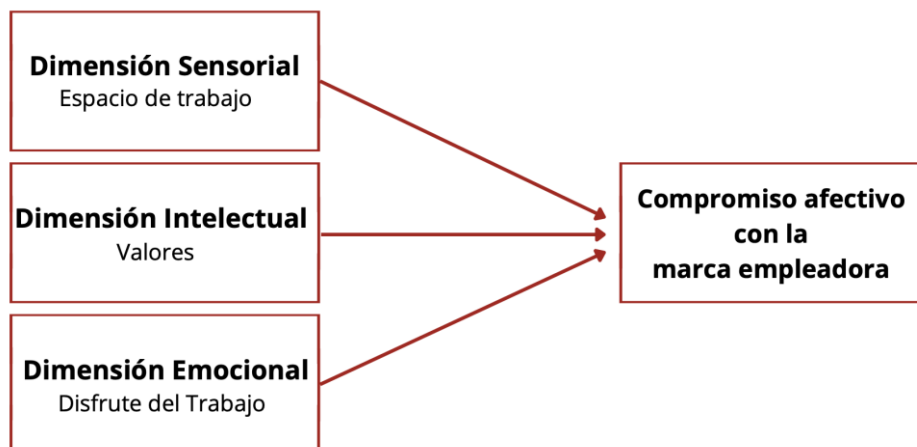 Dimensión Sensorial
Espacio de trabajo
Dimensión Intelectual
Valores
Dimensión Emocional
Disfrute del Trabajo
Compromiso afectivo
con la
marca empleadora